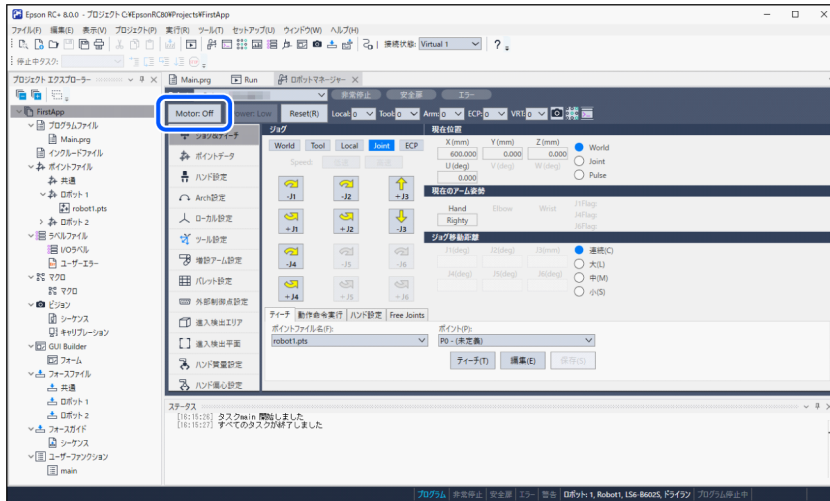 Epson RC+ 8.0.0 - プロジェクト C:¥EpsonRC80¥Projects¥FirstApp
ファイル(F) 編集(E) 表示(V) プロジェクト(P) 実行(R) ツール(T) セットアップ(U) ウィンドウ(W) ヘルプ(H)
接続状態: Virtual 1
停止中タスク:
プロジェクト エクスプローラー
Main.prg Run ロボットマネージャー
非常停止 安全扉 エラー
Motor: Off Power: Low Reset(R) Local: 0 Tool: 0 Arm: 0 ECP: 0 VRT: 0
FirstApp
プログラムファイル
Main.prg
インクルードファイル
ポイントファイル
共通
ロボット 1
robot1.pts
ロボット 2
ラベルファイル
I/Oラベル
ユーザーエラー
マクロ
マクロ
ビジョン
シーケンス
キャリブレーション
GUI Builder
フォーム
フォースファイル
共通
ロボット 1
ロボット 2
フォースガイド
シーケンス
ユーザーファンクション
main
ジョグ&ティーチ
ポイントデータ
ハンド設定
Arch設定
ローカル設定
ツール設定
増設アーム設定
パレット設定
外部制御点設定
進入検出エリア
進入検出平面
ハンド質量設定
ハンド偏心設定
ジョグ
World Tool Local Joint ECP
Speed: 低速 高速
-J1 -J2 +J3
+J1 +J2 -J3
-J4 -J5 -J6
+J4 +J5 +J6
現在位置
X (mm) Y (mm) Z (mm)
600.000 0.000 0.000
U (deg) V (deg) W (deg)
0.000
World
Joint
Pulse
現在のアーム姿勢
Hand Elbow Wrist
Righty
J1Flag:
J4Flag:
J6Flag:
ジョグ移動距離
J1(deg) J2(deg) J3(mm)
J4(deg) J5(deg) J6(deg)
連続(C)
大(L)
中(M)
小(S)
ティーチ 動作命令実行 ハンド設定 Free Joints
ポイントファイル名(F): ポイント(P):
robot1.pts P0 - (未定義)
ティーチ(T) 編集(E) 保存(S)
ステータス
[16:15:26] タスクmain 開始しました
[16:15:27] すべてのタスクが終了しました
プログラム 非常停止 安全扉 エラー 警告 ロボット: 1, Robot1, LS6-B602S, ドライラン プログラム停止中